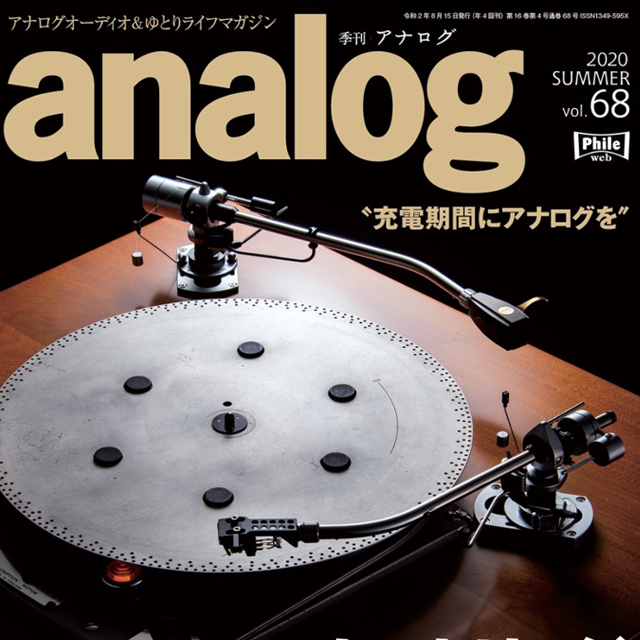 令和2年8月15日発行(年4回刊) 第16巻第4号通巻68号 ISSN1349-595X
アナログオーディオ&ゆとりライフマガジン
季刊・アナログ
analog
2020
SUMMER
vol.68
Phile
web
“充電期間にアナログを”